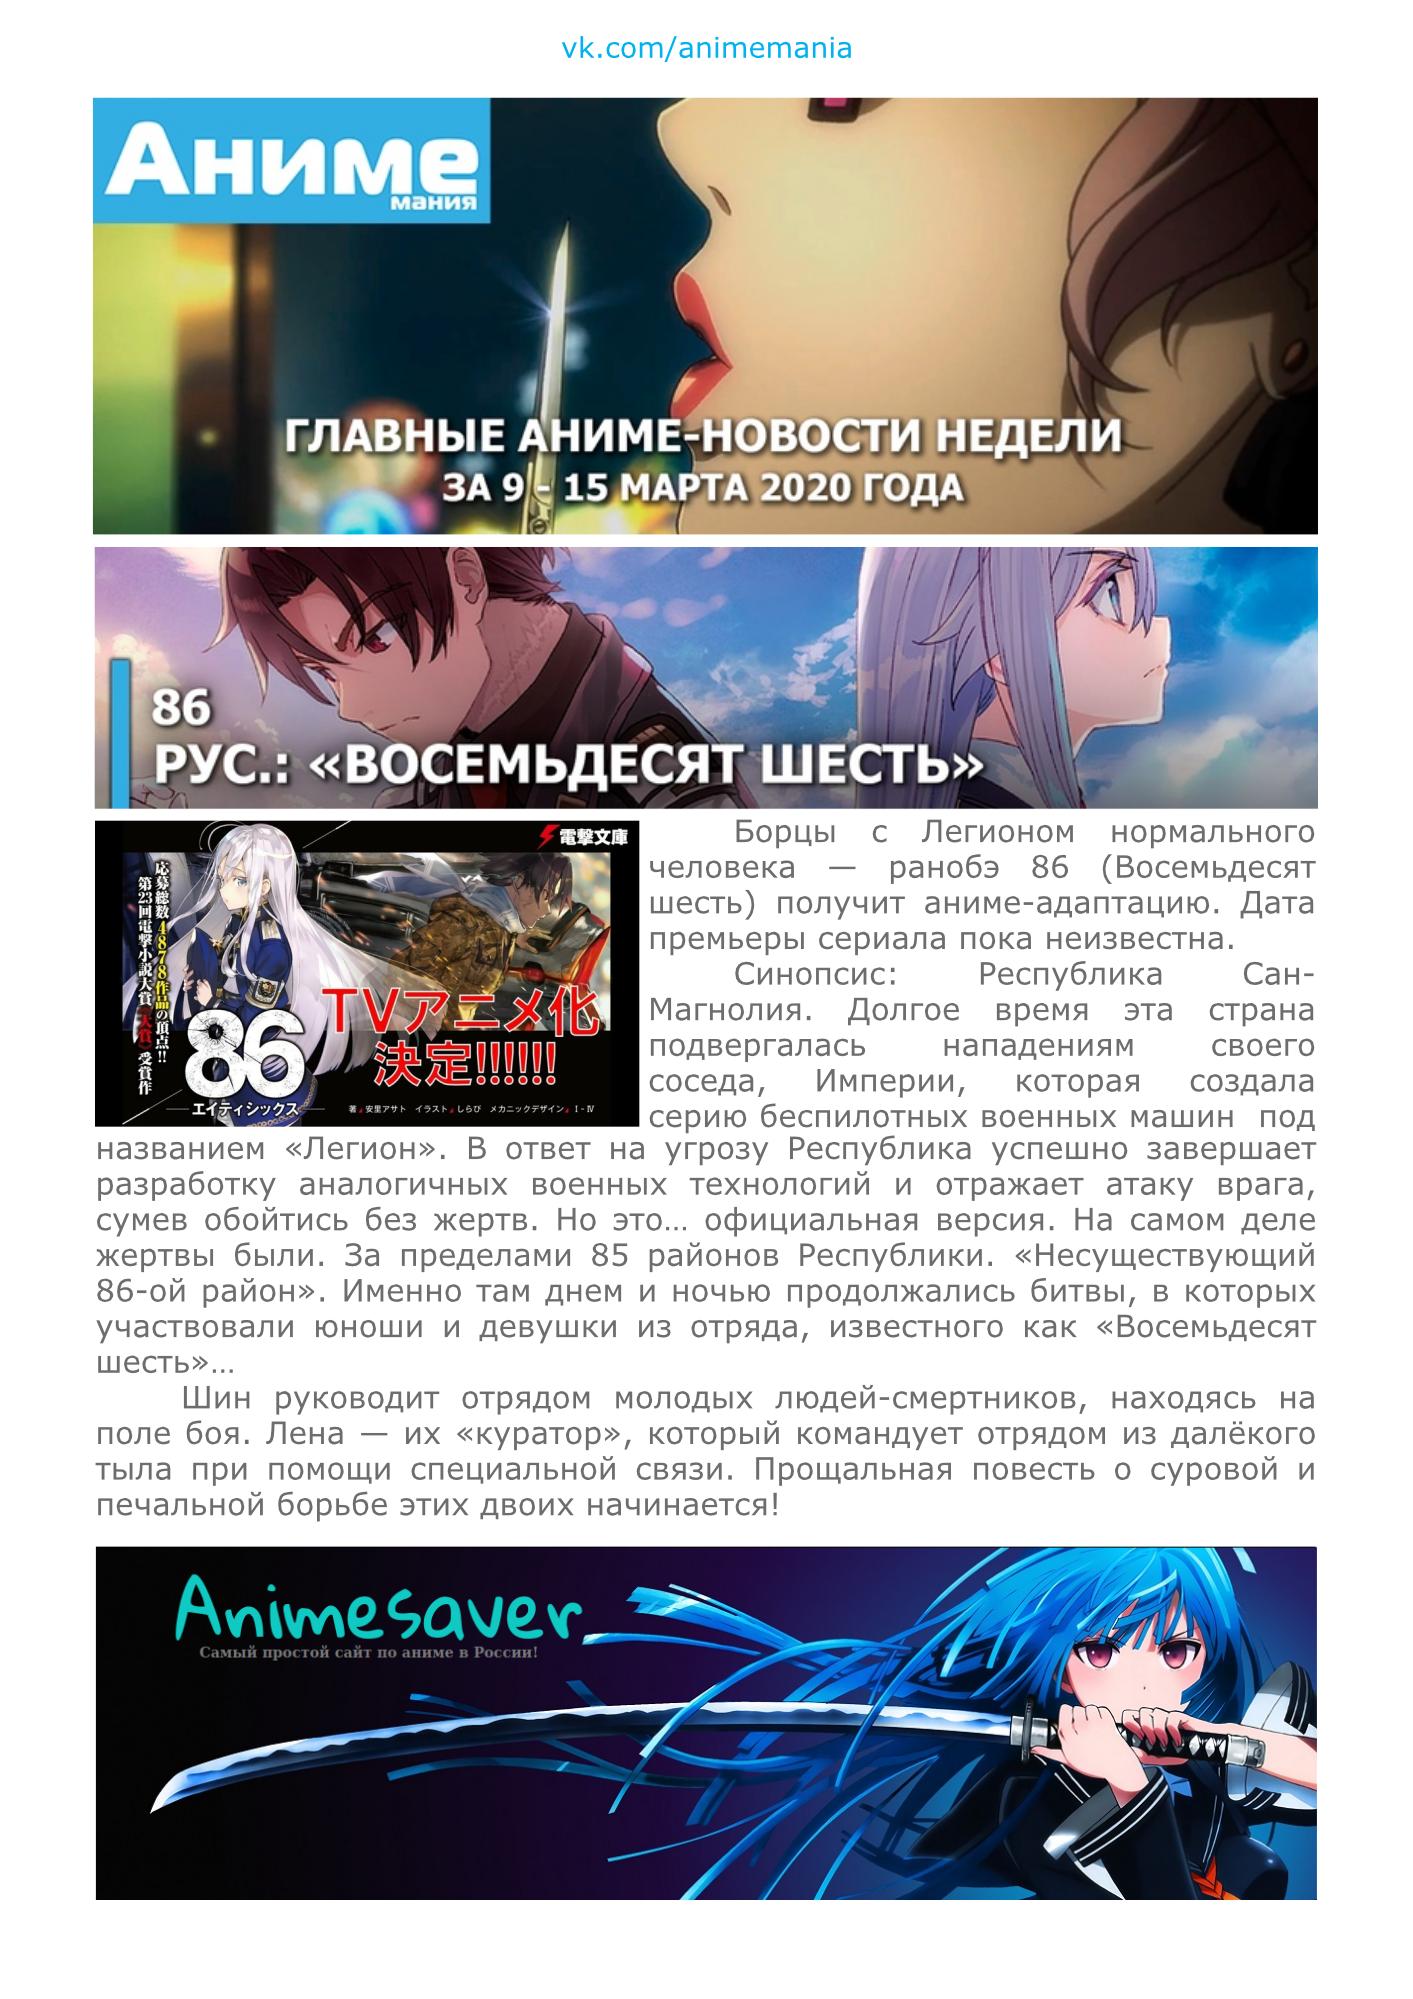 vk.com/animemania
Аниме
мания
ГЛАВНЫЕ АНИМЕ-НОВОСТИ НЕДЕЛИ
ЗА 9 - 15 МАРТА 2020 ГОДА
86
РУС.: «ВОСЕМЬДЕСЯТ ШЕСТЬ»
電撃文庫
応募総数4878作品の頂点!!
第23回電撃小説大賞《大賞》受賞作
TVアニメ化
決定!!!!!!!
86
エイティシックス
著 安里アサト イラスト しらび メカニックデザイン I-IV
Борцы с Легионом нормального
человека — ранобэ 86 (Восемьдесят
шесть) получит аниме-адаптацию. Дата
премьеры сериала пока неизвестна.
Синопсис: Республика Сан-
Магнолия. Долгое время эта страна
подвергалась нападениям своего
соседа, Империи, которая создала
серию беспилотных военных машин под
названием «Легион». В ответ на угрозу Республика успешно завершает
разработку аналогичных военных технологий и отражает атаку врага,
сумев обойтись без жертв. Но это… официальная версия. На самом деле
жертвы были. За пределами 85 районов Республики. «Несуществующий
86-ой район». Именно там днем и ночью продолжались битвы, в которых
участвовали юноши и девушки из отряда, известного как «Восемьдесят
шесть»…
Шин руководит отрядом молодых людей-смертников, находясь на
поле боя. Лена — их «куратор», который командует отрядом из далёкого
тыла при помощи специальной связи. Прощальная повесть о суровой и
печальной борьбе этих двоих начинается!
Animesaver
Самый простой сайт по аниме в России!